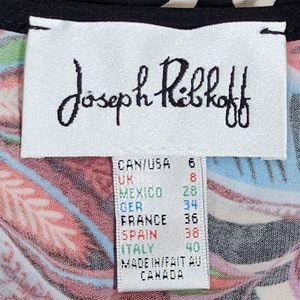 Joseph Ribkoff
CAN/USA 6
UK 8
MEXICO 28
GER 34
FRANCE 36
SPAIN 38
ITALY 40
MADE IN/FAIT AU
CANADA